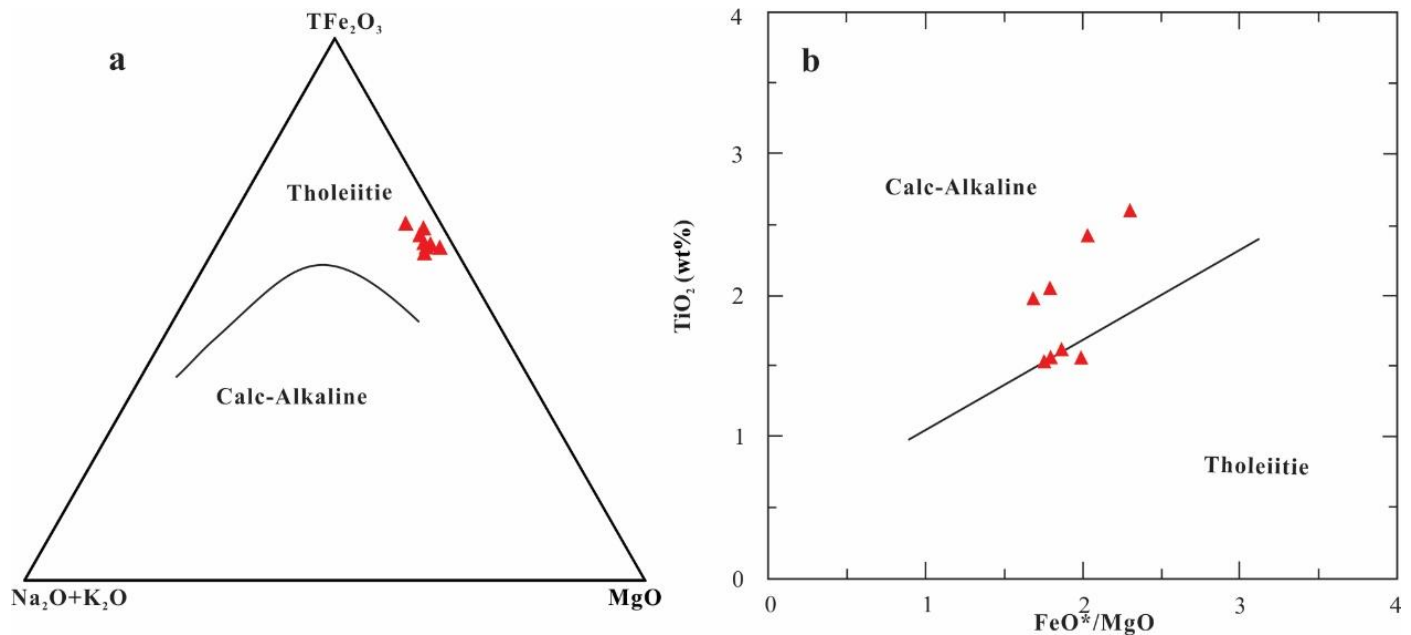 a
TFe₂O₃
Tholeiitie
Calc-Alkaline
Na₂O+K₂O
MgO
b
4
3
2
1
0
TiO₂ (wt%)
Calc-Alkaline
Tholeiitie
0 1 2 3 4
FeO*/MgO